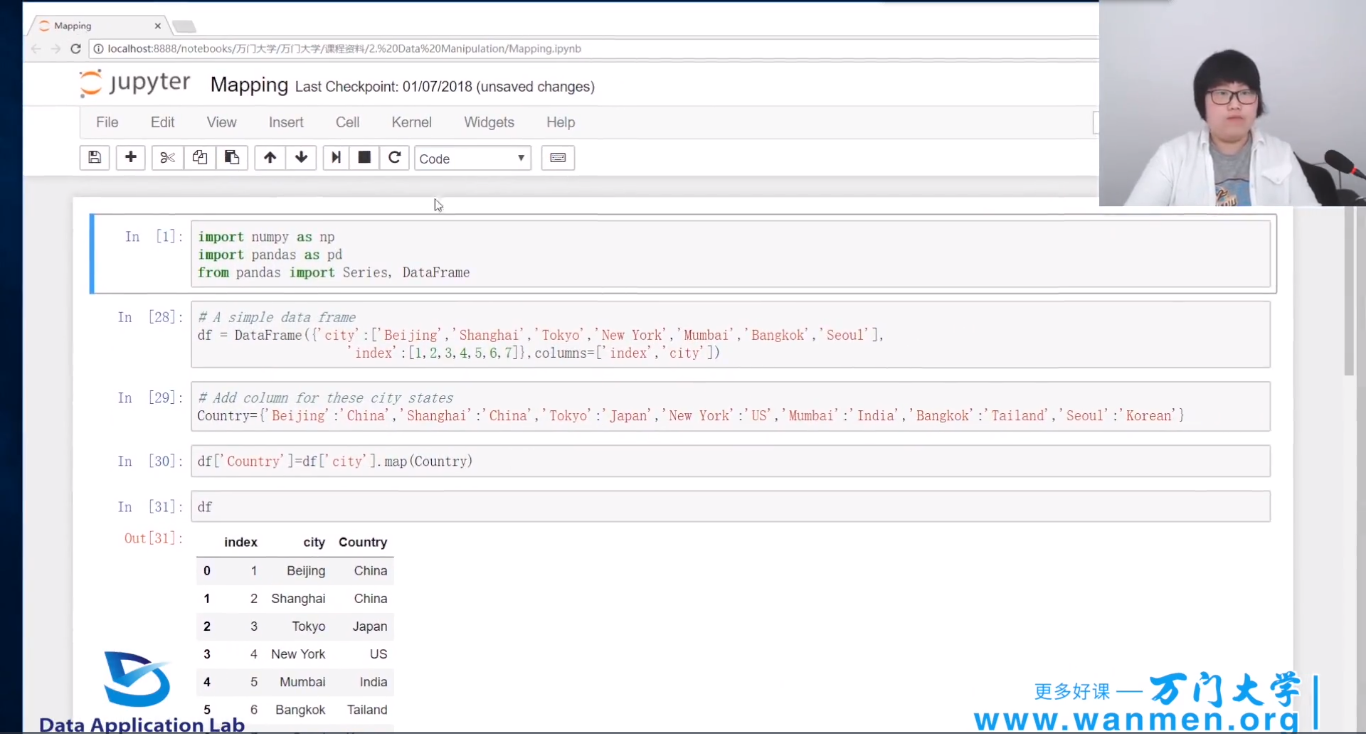 Mapping
localhost:8888/notebooks/万门大学/万门大学/课程资料/2.%20Data%20Manipulation/Mapping.ipynb
jupyter Mapping Last Checkpoint: 01/07/2018 (unsaved changes)
File Edit View Insert Cell Kernel Widgets Help
Code
In [1]: import numpy as np
import pandas as pd
from pandas import Series, DataFrame
In [28]: # A simple data frame
df = DataFrame({'city':['Beijing','Shanghai','Tokyo','New York','Mumbai','Bangkok','Seoul'],
'index':[1,2,3,4,5,6,7]},columns=['index','city'])
In [29]: # Add column for these city states
Country={'Beijing':'China','Shanghai':'China','Tokyo':'Japan','New York':'US','Mumbai':'India','Bangkok':'Tailand','Seoul':'Korean'}
In [30]: df['Country']=df['city'].map(Country)
In [31]: df
Out[31]:
index city Country
0 1 Beijing China
1 2 Shanghai China
2 3 Tokyo Japan
3 4 New York US
4 5 Mumbai India
5 6 Bangkok Tailand
Data Application Lab
更多好课 — 万门大学
www.wanmen.org